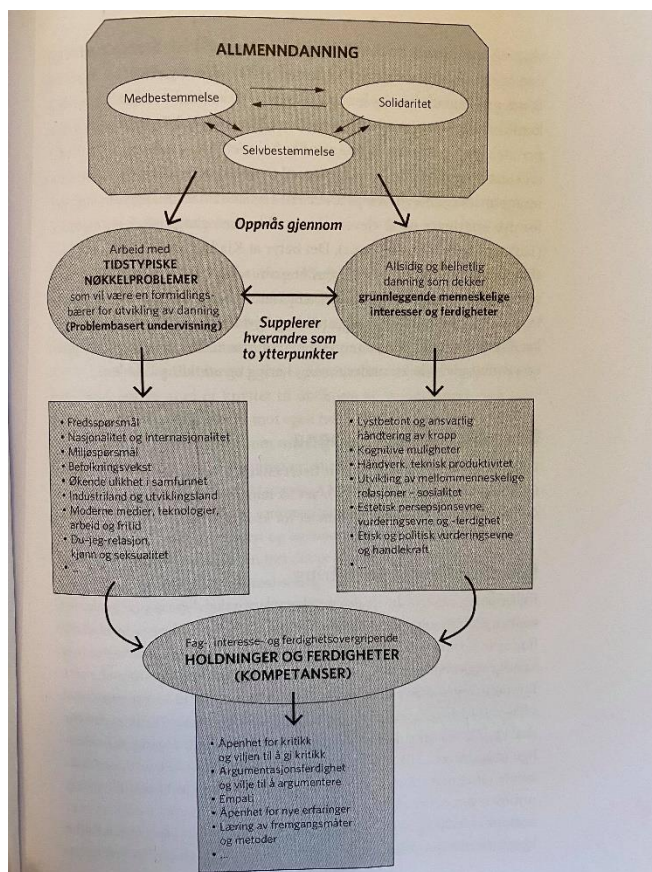 ALLMENNDANNING
Medbestemmelse
Solidaritet
Selvbestemmelse
Oppnås gjennom
Arbeid med
TIDSTYPISKE
NØKKELPROBLEMER
som vil være en formidlings-
bærer for utvikling av danning
(Problembasert undervisning)
Allsidig og helhetlig
danning som dekker
grunnleggende menneskelige
interesser og ferdigheter
Supplerer
hverandre som
to ytterpunkter
• Fredsspørsmål
• Nasjonalitet og internasjonalitet
• Miljøspørsmål
• Befolkningsvekst
• Økende ulikhet i samfunnet
• Industriland og utviklingsland
• Moderne medier, teknologier,
arbeid og fritid
• Du–jeg-relasjon,
kjønn og seksualitet
• ...
• Lystbetont og ansvarlig
håndtering av kropp
• Kognitive muligheter
• Håndverk, teknisk produktivitet
• Utvikling av mellommenneskelige
relasjoner – sosialitet
• Estetisk persepsjonsevne,
vurderingsevne og -ferdighet
• Etisk og politisk vurderingsevne
og handlekraft
• ...
Fag-, interesse- og ferdighetsovergripende
HOLDNINGER OG FERDIGHETER
(KOMPETANSER)
• Åpenhet for kritikk
og viljen til å gi kritikk
• Argumentasjonsferdighet
og vilje til å argumentere
• Empati
• Åpenhet for nye erfaringer
• Læring av fremgangsmåter
og metoder
• ...